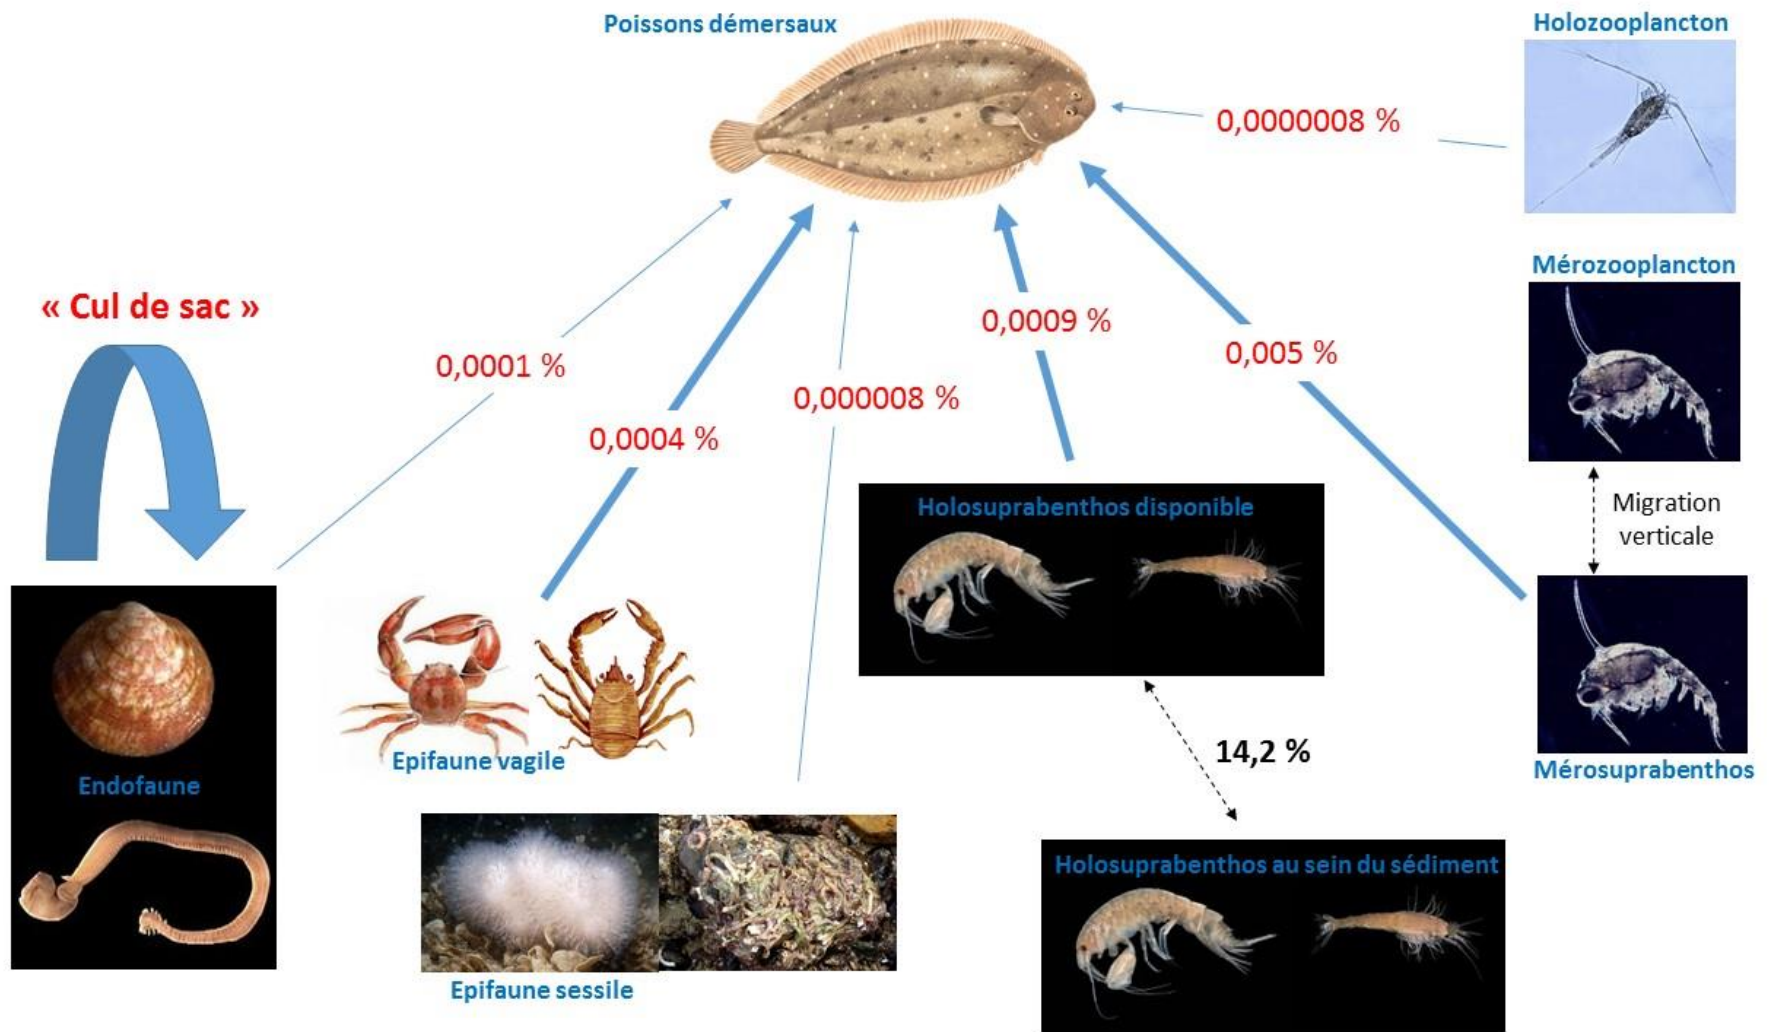 Poissons démersaux
Holozooplancton
0,0000008 %
Mérozooplancton
« Cul de sac »
0,0009 %
0,005 %
0,0001 %
0,000008 %
0,0004 %
Holosuprabenthos disponible
Migration
verticale
14,2 %
Epifaune vagile
Mérosuprabenthos
Endofaune
Holosuprabenthos au sein du sédiment
Epifaune sessile